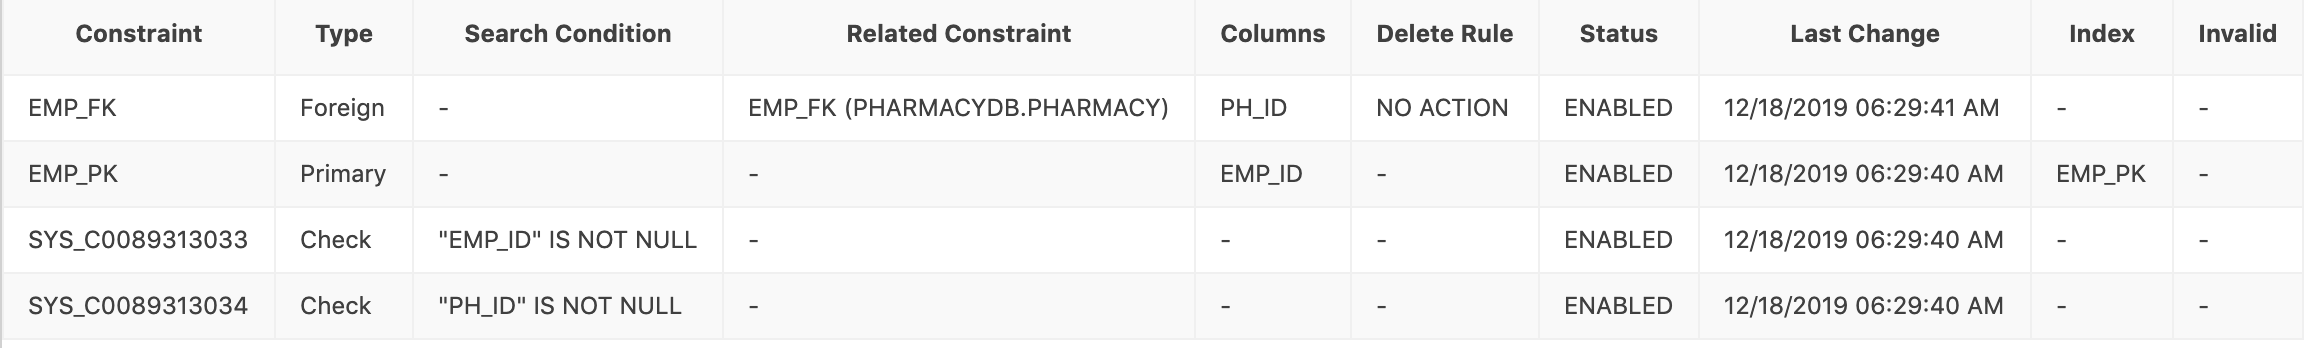 Constraint Type Search Condition Related Constraint Columns Delete Rule Status Last Change Index Invalid
EMP_FK Foreign - EMP_FK (PHARMACYDB.PHARMACY) PH_ID NO ACTION ENABLED 12/18/2019 06:29:41 AM - -
EMP_PK Primary - - EMP_ID - ENABLED 12/18/2019 06:29:40 AM EMP_PK -
SYS_C0089313033 Check "EMP_ID" IS NOT NULL - - - ENABLED 12/18/2019 06:29:40 AM - -
SYS_C0089313034 Check "PH_ID" IS NOT NULL - - - ENABLED 12/18/2019 06:29:40 AM - -